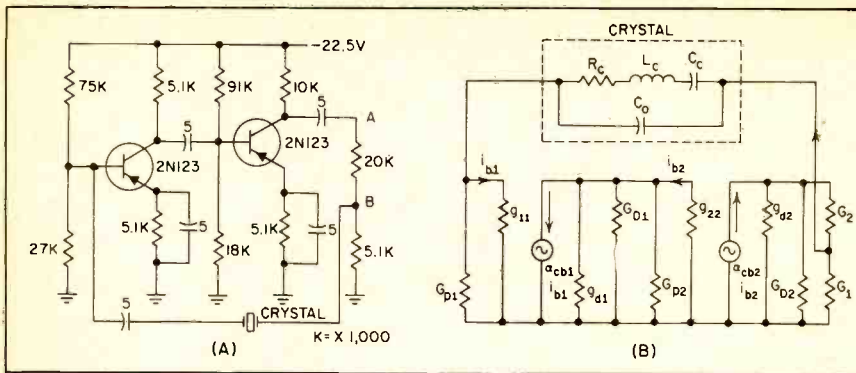 -22.5V
75K
5.1K
91K
10K
5
A
5
20K
2N123
2N123
B
5.1K
5
5.1K
5
27K
18K
5.1K
5
CRYSTAL
K= X 1,000
(A)
CRYSTAL
Rc
Lc
Cc
Co
ib1
ib2
g11
GD1
g22
gd2
G2
αcb1
ib1
gd1
Gp1
Gp2
αcb2
ib2
GD2
G1
(B)